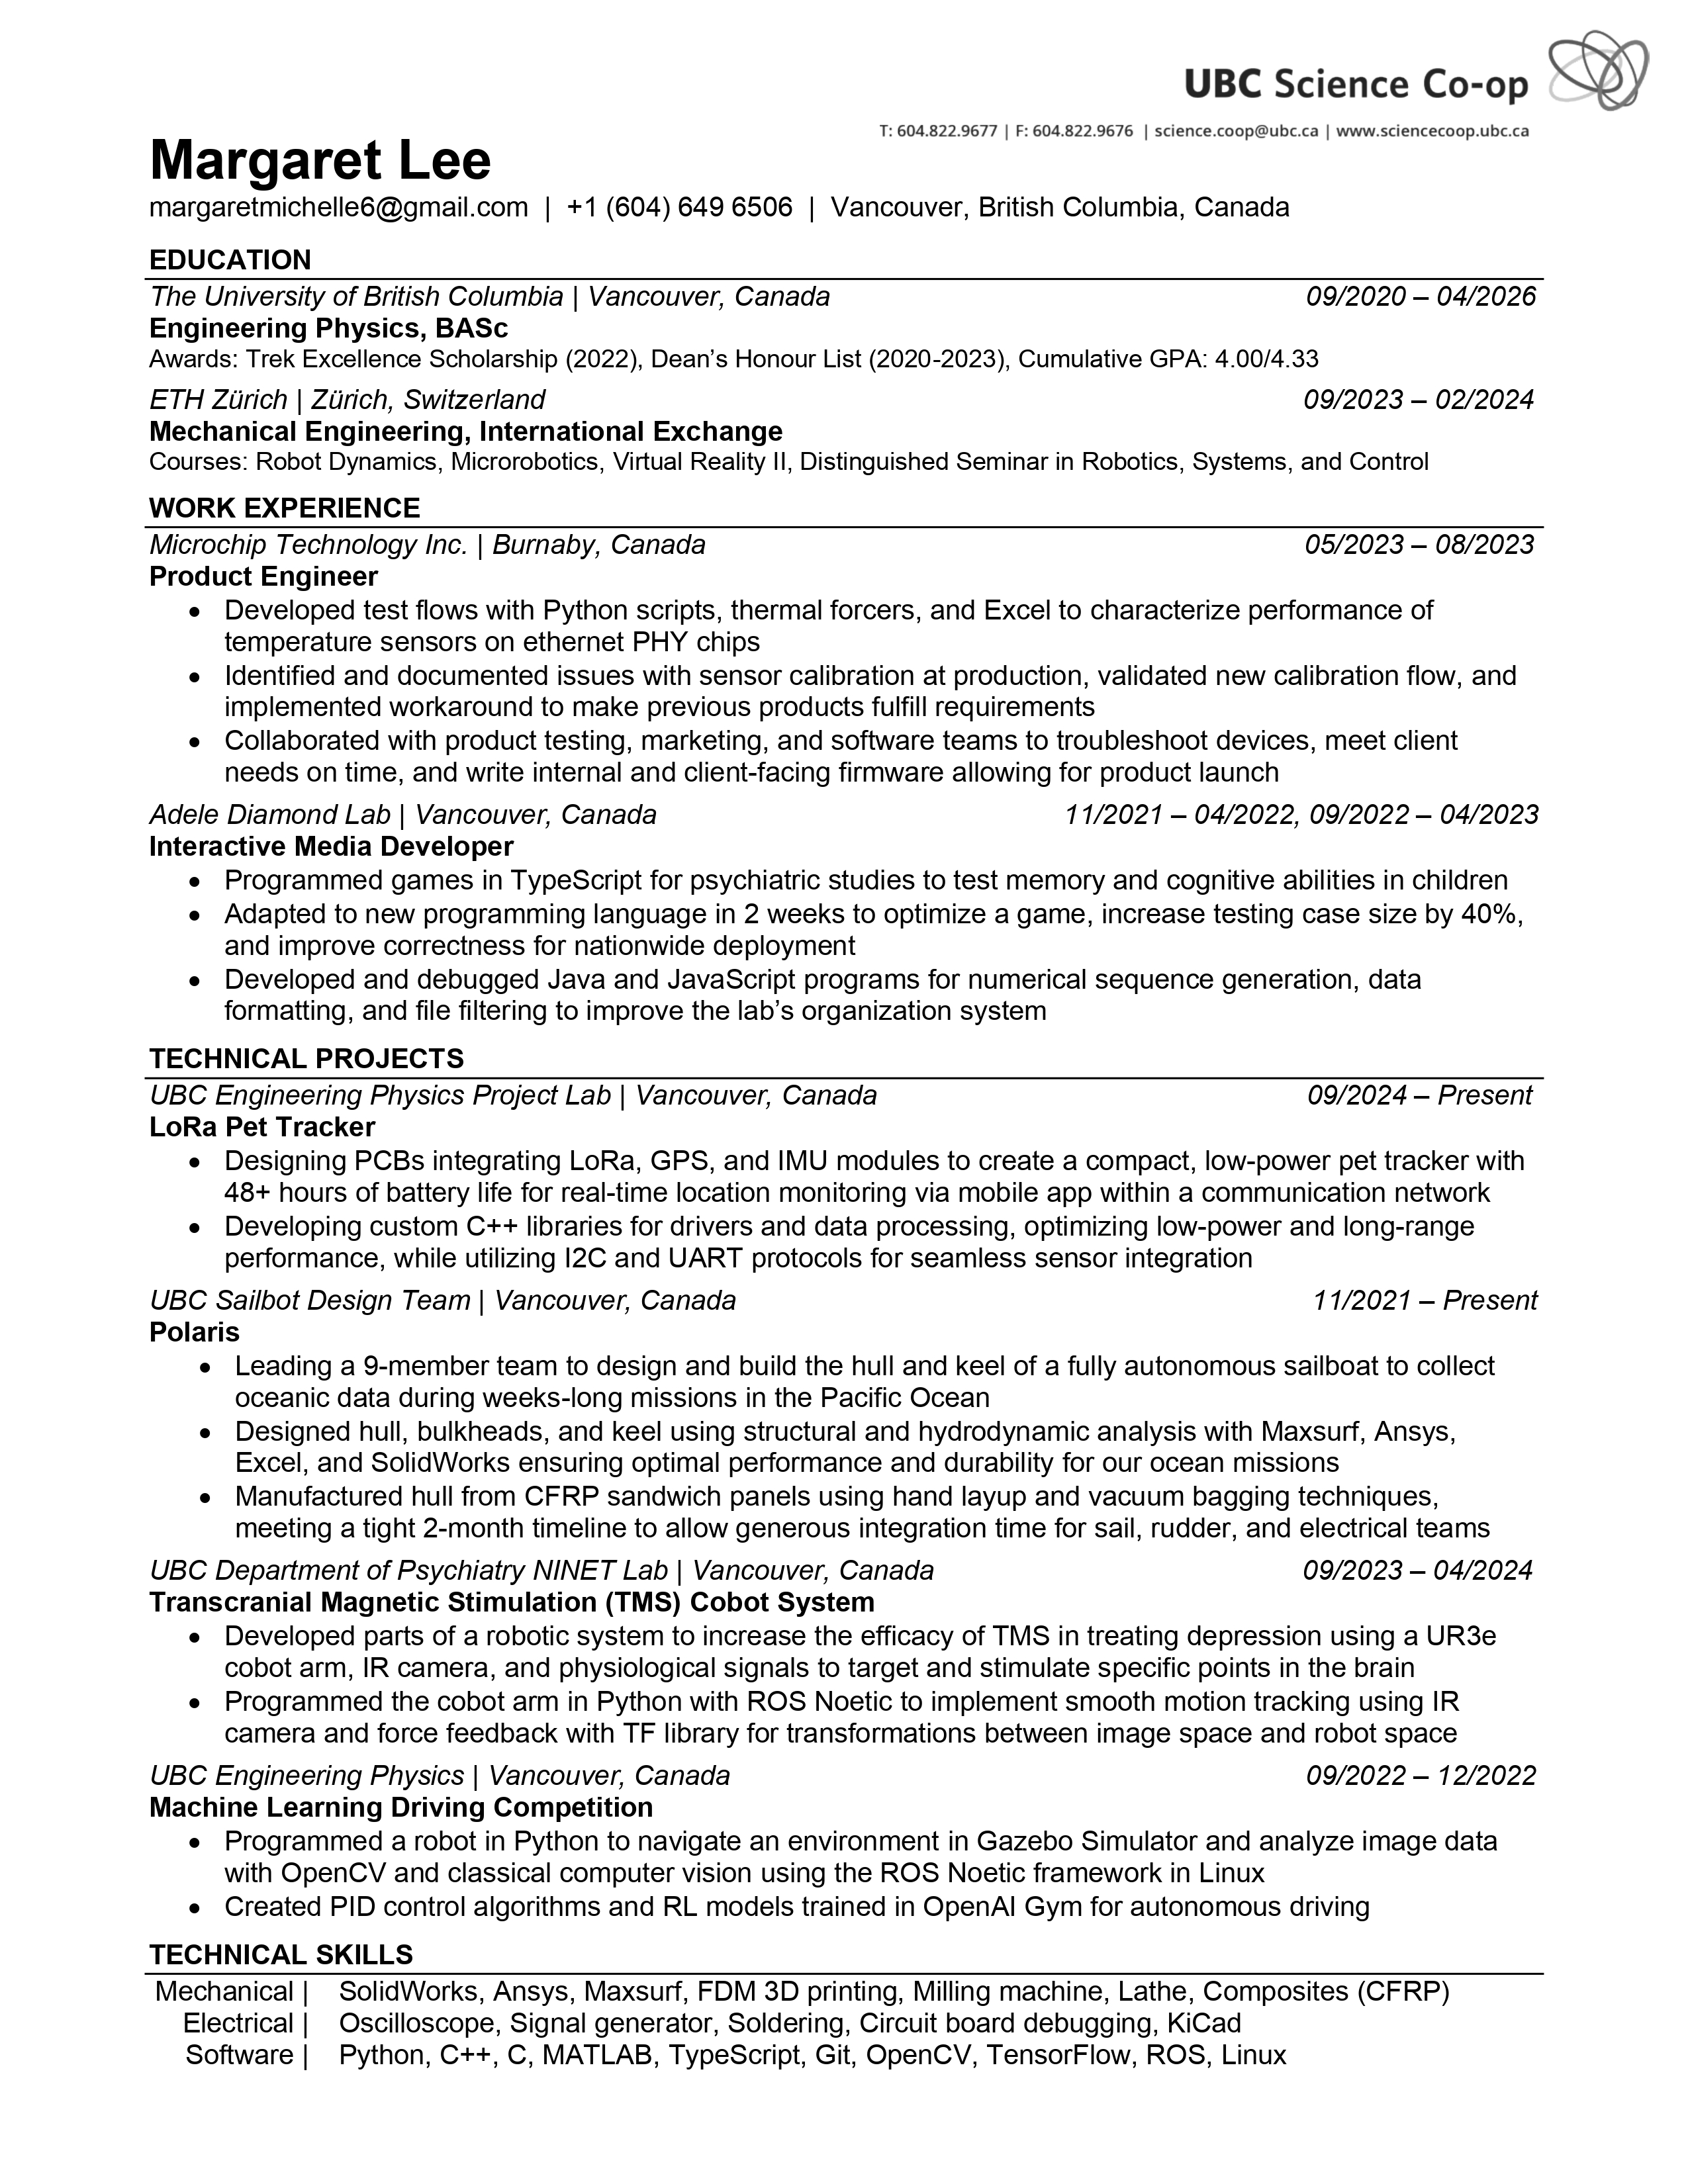 UBC Science Co-op
T: 604.822.9677 | F: 604.822.9676 | science.coop@ubc.ca | www.sciencecoop.ubc.ca
Margaret Lee
margaretmichelle6@gmail.com | +1 (604) 649 6506 | Vancouver, British Columbia, Canada
EDUCATION
The University of British Columbia | Vancouver, Canada 09/2020 – 04/2026
Engineering Physics, BASc
Awards: Trek Excellence Scholarship (2022), Dean’s Honour List (2020-2023), Cumulative GPA: 4.00/4.33
ETH Zürich | Zürich, Switzerland 09/2023 – 02/2024
Mechanical Engineering, International Exchange
Courses: Robot Dynamics, Microrobotics, Virtual Reality II, Distinguished Seminar in Robotics, Systems, and Control
WORK EXPERIENCE
Microchip Technology Inc. | Burnaby, Canada 05/2023 – 08/2023
Product Engineer
• Developed test flows with Python scripts, thermal forcers, and Excel to characterize performance of
temperature sensors on ethernet PHY chips
• Identified and documented issues with sensor calibration at production, validated new calibration flow, and
implemented workaround to make previous products fulfill requirements
• Collaborated with product testing, marketing, and software teams to troubleshoot devices, meet client
needs on time, and write internal and client-facing firmware allowing for product launch
Adele Diamond Lab | Vancouver, Canada 11/2021 – 04/2022, 09/2022 – 04/2023
Interactive Media Developer
• Programmed games in TypeScript for psychiatric studies to test memory and cognitive abilities in children
• Adapted to new programming language in 2 weeks to optimize a game, increase testing case size by 40%,
and improve correctness for nationwide deployment
• Developed and debugged Java and JavaScript programs for numerical sequence generation, data
formatting, and file filtering to improve the lab’s organization system
TECHNICAL PROJECTS
UBC Engineering Physics Project Lab | Vancouver, Canada 09/2024 – Present
LoRa Pet Tracker
• Designing PCBs integrating LoRa, GPS, and IMU modules to create a compact, low-power pet tracker with
48+ hours of battery life for real-time location monitoring via mobile app within a communication network
• Developing custom C++ libraries for drivers and data processing, optimizing low-power and long-range
performance, while utilizing I2C and UART protocols for seamless sensor integration
UBC Sailbot Design Team | Vancouver, Canada 11/2021 – Present
Polaris
• Leading a 9-member team to design and build the hull and keel of a fully autonomous sailboat to collect
oceanic data during weeks-long missions in the Pacific Ocean
• Designed hull, bulkheads, and keel using structural and hydrodynamic analysis with Maxsurf, Ansys,
Excel, and SolidWorks ensuring optimal performance and durability for our ocean missions
• Manufactured hull from CFRP sandwich panels using hand layup and vacuum bagging techniques,
meeting a tight 2-month timeline to allow generous integration time for sail, rudder, and electrical teams
UBC Department of Psychiatry NINET Lab | Vancouver, Canada 09/2023 – 04/2024
Transcranial Magnetic Stimulation (TMS) Cobot System
• Developed parts of a robotic system to increase the efficacy of TMS in treating depression using a UR3e
cobot arm, IR camera, and physiological signals to target and stimulate specific points in the brain
• Programmed the cobot arm in Python with ROS Noetic to implement smooth motion tracking using IR
camera and force feedback with TF library for transformations between image space and robot space
UBC Engineering Physics | Vancouver, Canada 09/2022 – 12/2022
Machine Learning Driving Competition
• Programmed a robot in Python to navigate an environment in Gazebo Simulator and analyze image data
with OpenCV and classical computer vision using the ROS Noetic framework in Linux
• Created PID control algorithms and RL models trained in OpenAI Gym for autonomous driving
TECHNICAL SKILLS
Mechanical | SolidWorks, Ansys, Maxsurf, FDM 3D printing, Milling machine, Lathe, Composites (CFRP)
Electrical | Oscilloscope, Signal generator, Soldering, Circuit board debugging, KiCad
Software | Python, C++, C, MATLAB, TypeScript, Git, OpenCV, TensorFlow, ROS, Linux